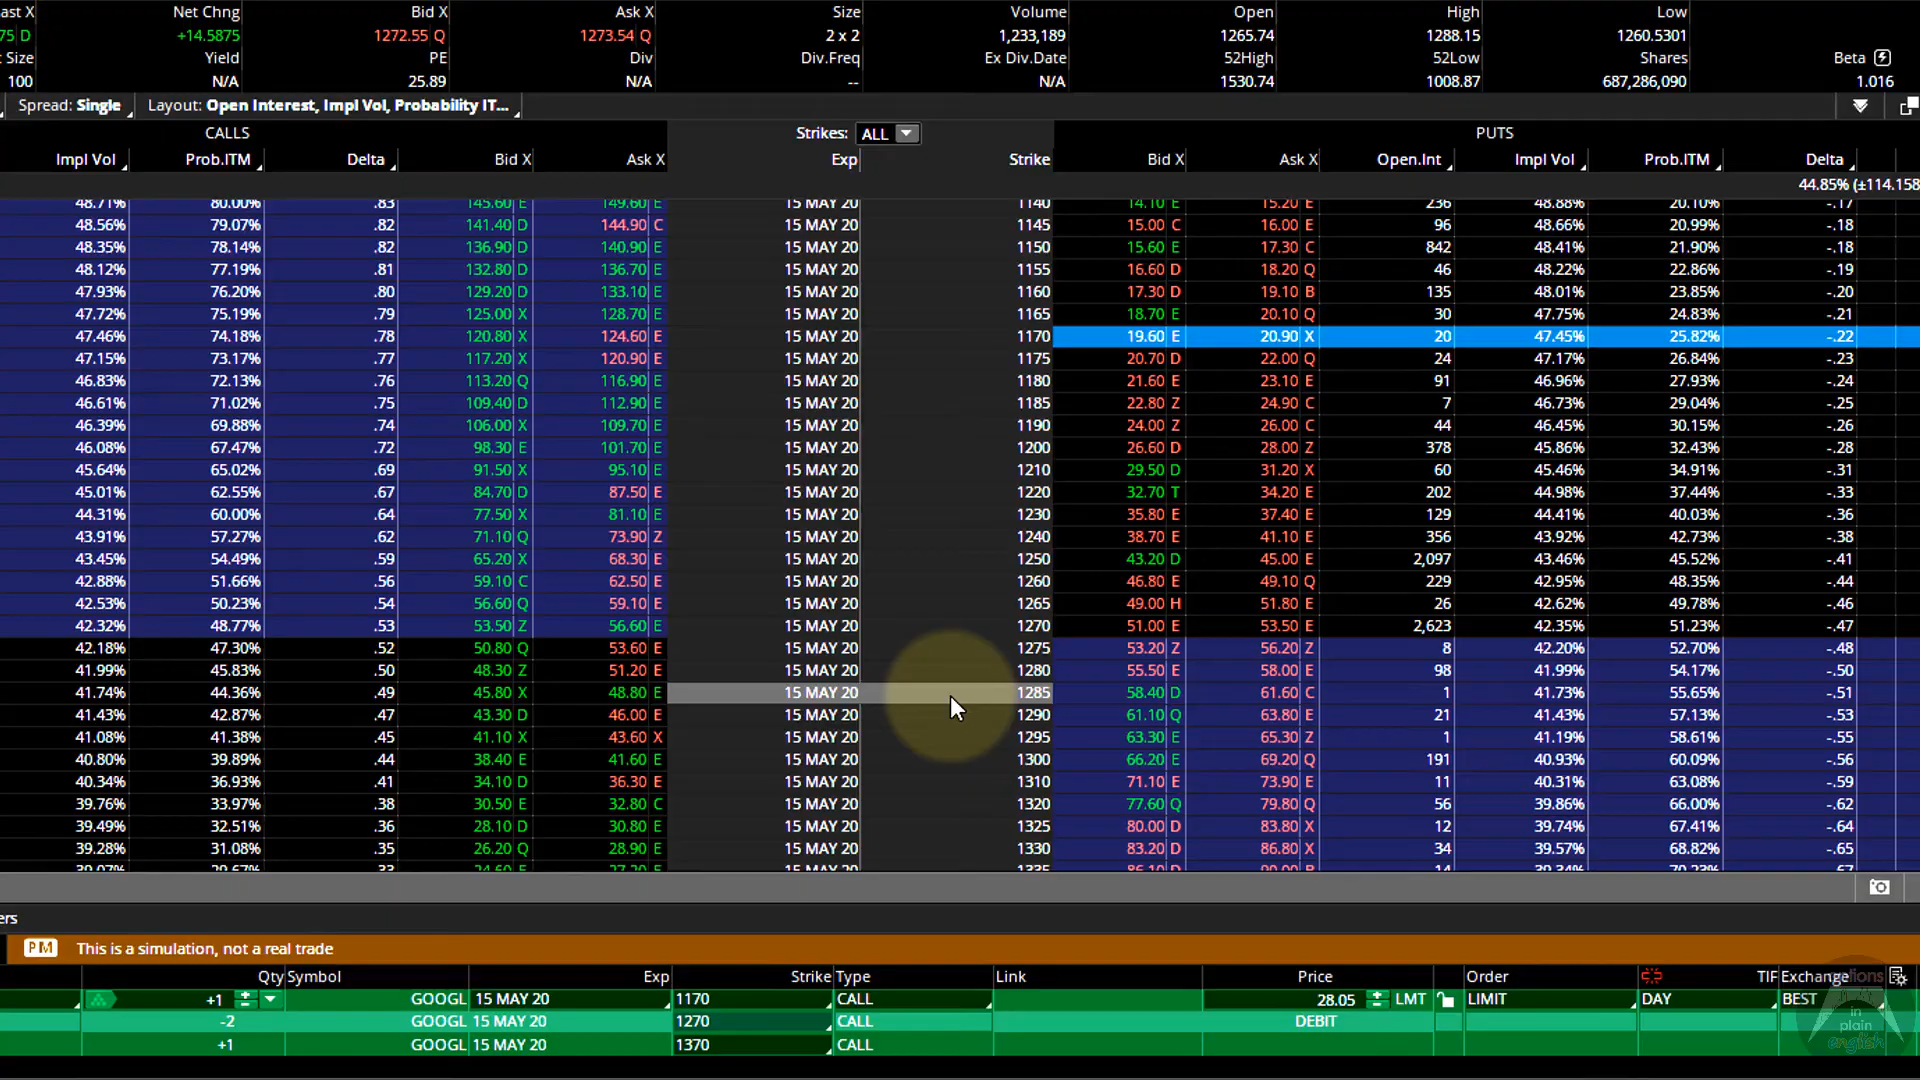 ast X Net Chng Bid X Ask X Size Volume Open High Low
75 D +14.5875 1272.55 Q 1273.54 Q 2 x 2 1,233,189 1265.74 1288.15 1260.5301
Size Yield PE Div Div.Freq Ex Div.Date 52High 52Low Shares Beta
100 N/A 25.89 N/A -- N/A 1530.74 1008.87 687,286,090 1.016
Spread: Single Layout: Open Interest, Impl Vol, Probability IT...
CALLS Strikes: ALL PUTS
Impl Vol Prob.ITM Delta Bid X Ask X Exp Strike Bid X Ask X Open.Int Impl Vol Prob.ITM Delta
44.85% (±114.158
48.71% 80.00% .83 145.60 E 149.60 E 15 MAY 20 1140 14.10 E 15.20 E 236 48.88% 20.10% -.17
48.56% 79.07% .82 141.40 D 144.90 C 15 MAY 20 1145 15.00 C 16.00 E 96 48.66% 20.99% -.18
48.35% 78.14% .82 136.90 D 140.90 E 15 MAY 20 1150 15.60 E 17.30 C 842 48.41% 21.90% -.18
48.12% 77.19% .81 132.80 D 136.70 E 15 MAY 20 1155 16.60 D 18.20 Q 46 48.22% 22.86% -.19
47.93% 76.20% .80 129.20 D 133.10 E 15 MAY 20 1160 17.30 D 19.10 B 135 48.01% 23.85% -.20
47.72% 75.19% .79 125.00 X 128.70 E 15 MAY 20 1165 18.70 E 20.10 Q 30 47.75% 24.83% -.21
47.46% 74.18% .78 120.80 X 124.60 E 15 MAY 20 1170 19.60 E 20.90 X 20 47.45% 25.82% -.22
47.15% 73.17% .77 117.20 X 120.90 E 15 MAY 20 1175 20.70 D 22.00 Q 24 47.17% 26.84% -.23
46.83% 72.13% .76 113.20 Q 116.90 E 15 MAY 20 1180 21.60 E 23.10 E 91 46.96% 27.93% -.24
46.61% 71.02% .75 109.40 D 112.90 E 15 MAY 20 1185 22.80 Z 24.90 C 7 46.73% 29.04% -.25
46.39% 69.88% .74 106.00 X 109.70 E 15 MAY 20 1190 24.00 Z 26.00 C 44 46.45% 30.15% -.26
46.08% 67.47% .72 98.30 E 101.70 E 15 MAY 20 1200 26.60 D 28.00 Z 378 45.86% 32.43% -.28
45.64% 65.02% .69 91.50 X 95.10 E 15 MAY 20 1210 29.50 D 31.20 X 60 45.46% 34.91% -.31
45.01% 62.55% .67 84.70 D 87.50 E 15 MAY 20 1220 32.70 T 34.20 E 202 44.98% 37.44% -.33
44.31% 60.00% .64 77.50 X 81.10 E 15 MAY 20 1230 35.80 E 37.40 E 129 44.41% 40.03% -.36
43.91% 57.27% .62 71.10 Q 73.90 Z 15 MAY 20 1240 38.70 E 41.10 E 356 43.92% 42.73% -.38
43.45% 54.49% .59 65.20 X 68.30 E 15 MAY 20 1250 43.20 D 45.00 E 2,097 43.46% 45.52% -.41
42.88% 51.66% .56 59.10 C 62.50 E 15 MAY 20 1260 46.80 E 49.10 Q 229 42.95% 48.35% -.44
42.53% 50.23% .54 56.60 Q 59.10 E 15 MAY 20 1265 49.00 H 51.80 E 26 42.62% 49.78% -.46
42.32% 48.77% .53 53.50 Z 56.60 E 15 MAY 20 1270 51.00 E 53.50 E 2,623 42.35% 51.23% -.47
42.18% 47.30% .52 50.80 Q 53.60 E 15 MAY 20 1275 53.20 Z 56.20 Z 8 42.20% 52.70% -.48
41.99% 45.83% .50 48.30 Z 51.20 E 15 MAY 20 1280 55.50 E 58.00 E 98 41.99% 54.17% -.50
41.74% 44.36% .49 45.80 X 48.80 E 15 MAY 20 1285 58.40 D 61.60 C 1 41.73% 55.65% -.51
41.43% 42.87% .47 43.30 D 46.00 E 15 MAY 20 1290 61.10 Q 63.80 E 21 41.43% 57.13% -.53
41.08% 41.38% .45 41.10 X 43.60 X 15 MAY 20 1295 63.30 E 65.30 Z 1 41.19% 58.61% -.55
40.80% 39.89% .44 38.40 E 41.60 E 15 MAY 20 1300 66.20 E 69.20 Q 191 40.93% 60.09% -.56
40.34% 36.93% .41 34.10 D 36.30 E 15 MAY 20 1310 71.10 E 73.90 E 11 40.31% 63.08% -.59
39.76% 33.97% .38 30.50 E 32.80 C 15 MAY 20 1320 77.60 Q 79.80 Q 56 39.86% 66.00% -.62
39.49% 32.51% .36 28.10 D 30.80 E 15 MAY 20 1325 80.00 D 83.80 X 12 39.74% 67.41% -.64
39.28% 31.08% .35 26.20 Q 28.90 E 15 MAY 20 1330 83.20 D 86.80 X 34 39.57% 68.82% -.65
15 MAY 20 1335
ers
PM This is a simulation, not a real trade
Qty Symbol Exp Strike Type Link Price Order TIF Exchange
+1 GOOGL 15 MAY 20 1170 CALL 28.05 LMT LIMIT DAY BEST
-2 GOOGL 15 MAY 20 1270 CALL DEBIT
+1 GOOGL 15 MAY 20 1370 CALL
options
in
plain
english